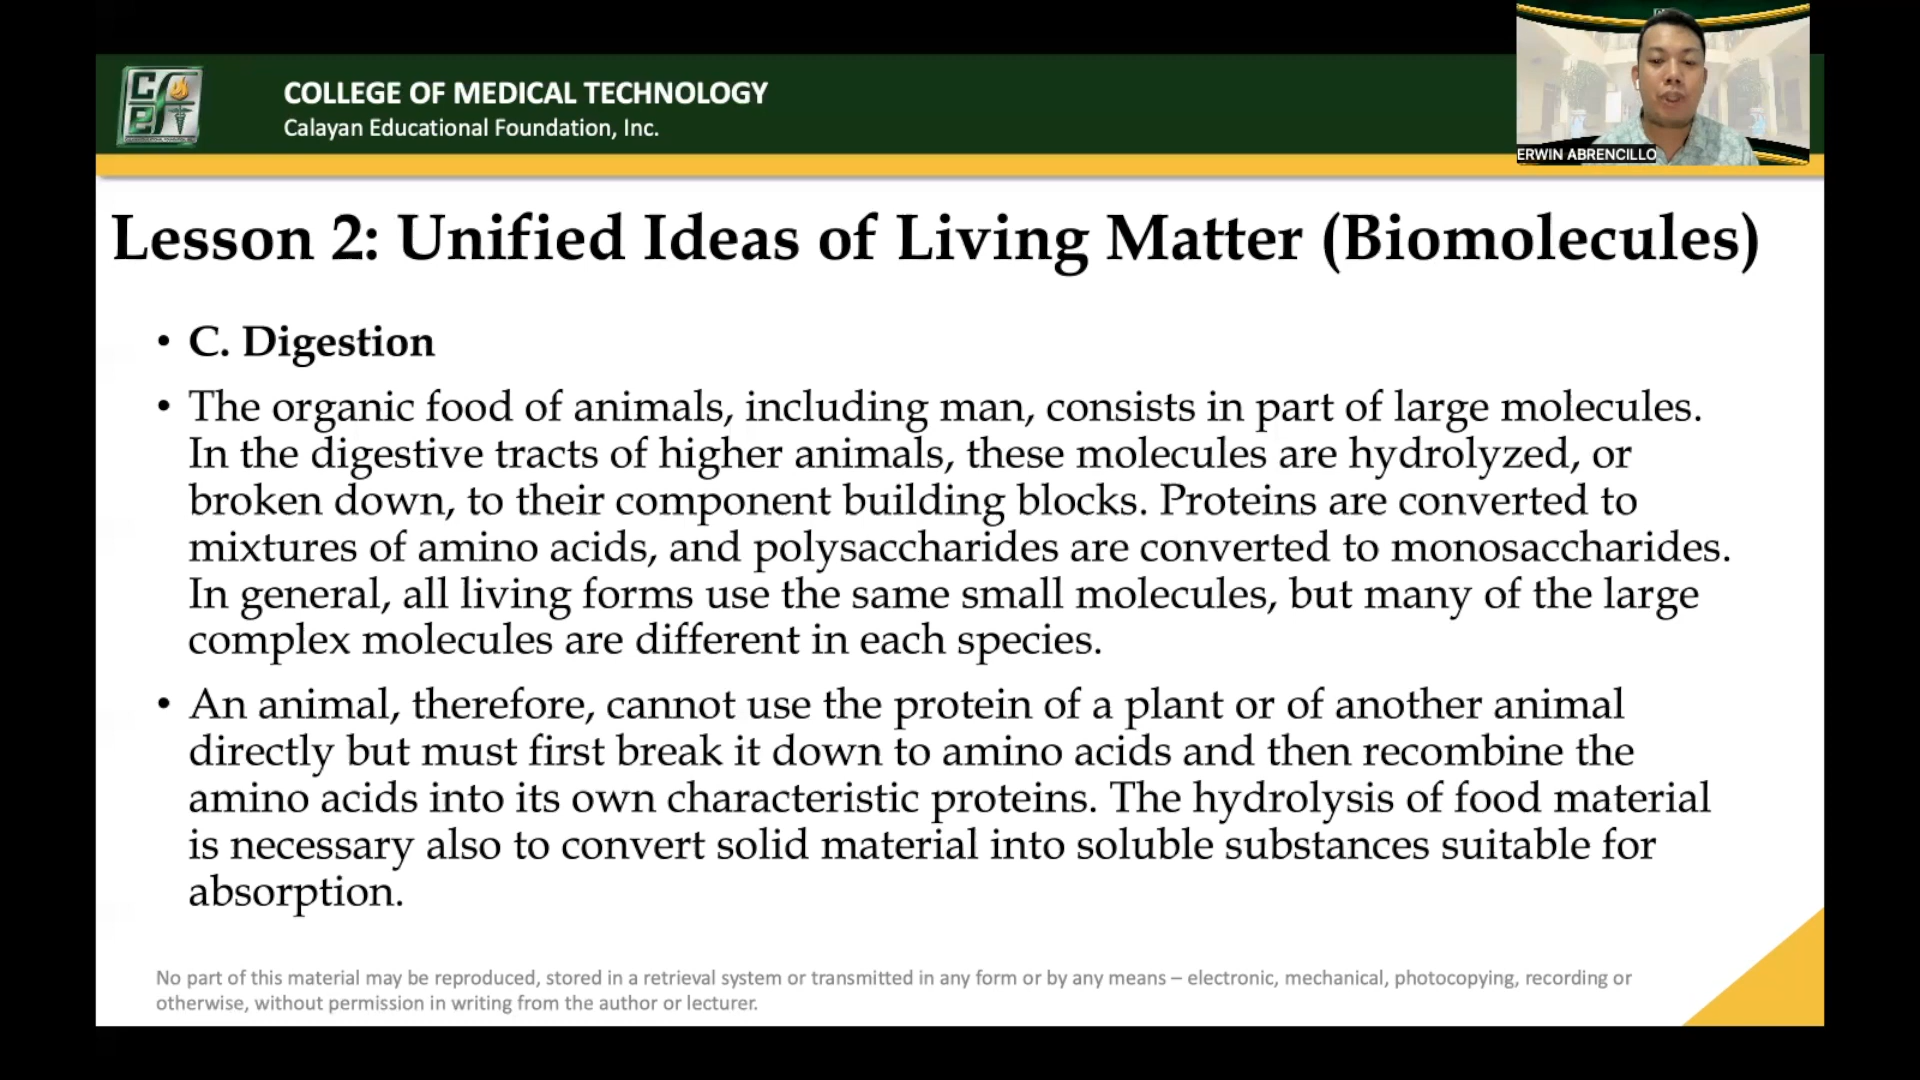 COLLEGE OF MEDICAL TECHNOLOGY
Calayan Educational Foundation, Inc.
ERWIN ABRENCILLO
Lesson 2: Unified Ideas of Living Matter (Biomolecules)
• C. Digestion
• The organic food of animals, including man, consists in part of large molecules.
In the digestive tracts of higher animals, these molecules are hydrolyzed, or
broken down, to their component building blocks. Proteins are converted to
mixtures of amino acids, and polysaccharides are converted to monosaccharides.
In general, all living forms use the same small molecules, but many of the large
complex molecules are different in each species.
• An animal, therefore, cannot use the protein of a plant or of another animal
directly but must first break it down to amino acids and then recombine the
amino acids into its own characteristic proteins. The hydrolysis of food material
is necessary also to convert solid material into soluble substances suitable for
absorption.
No part of this material may be reproduced, stored in a retrieval system or transmitted in any form or by any means – electronic, mechanical, photocopying, recording or
otherwise, without permission in writing from the author or lecturer.